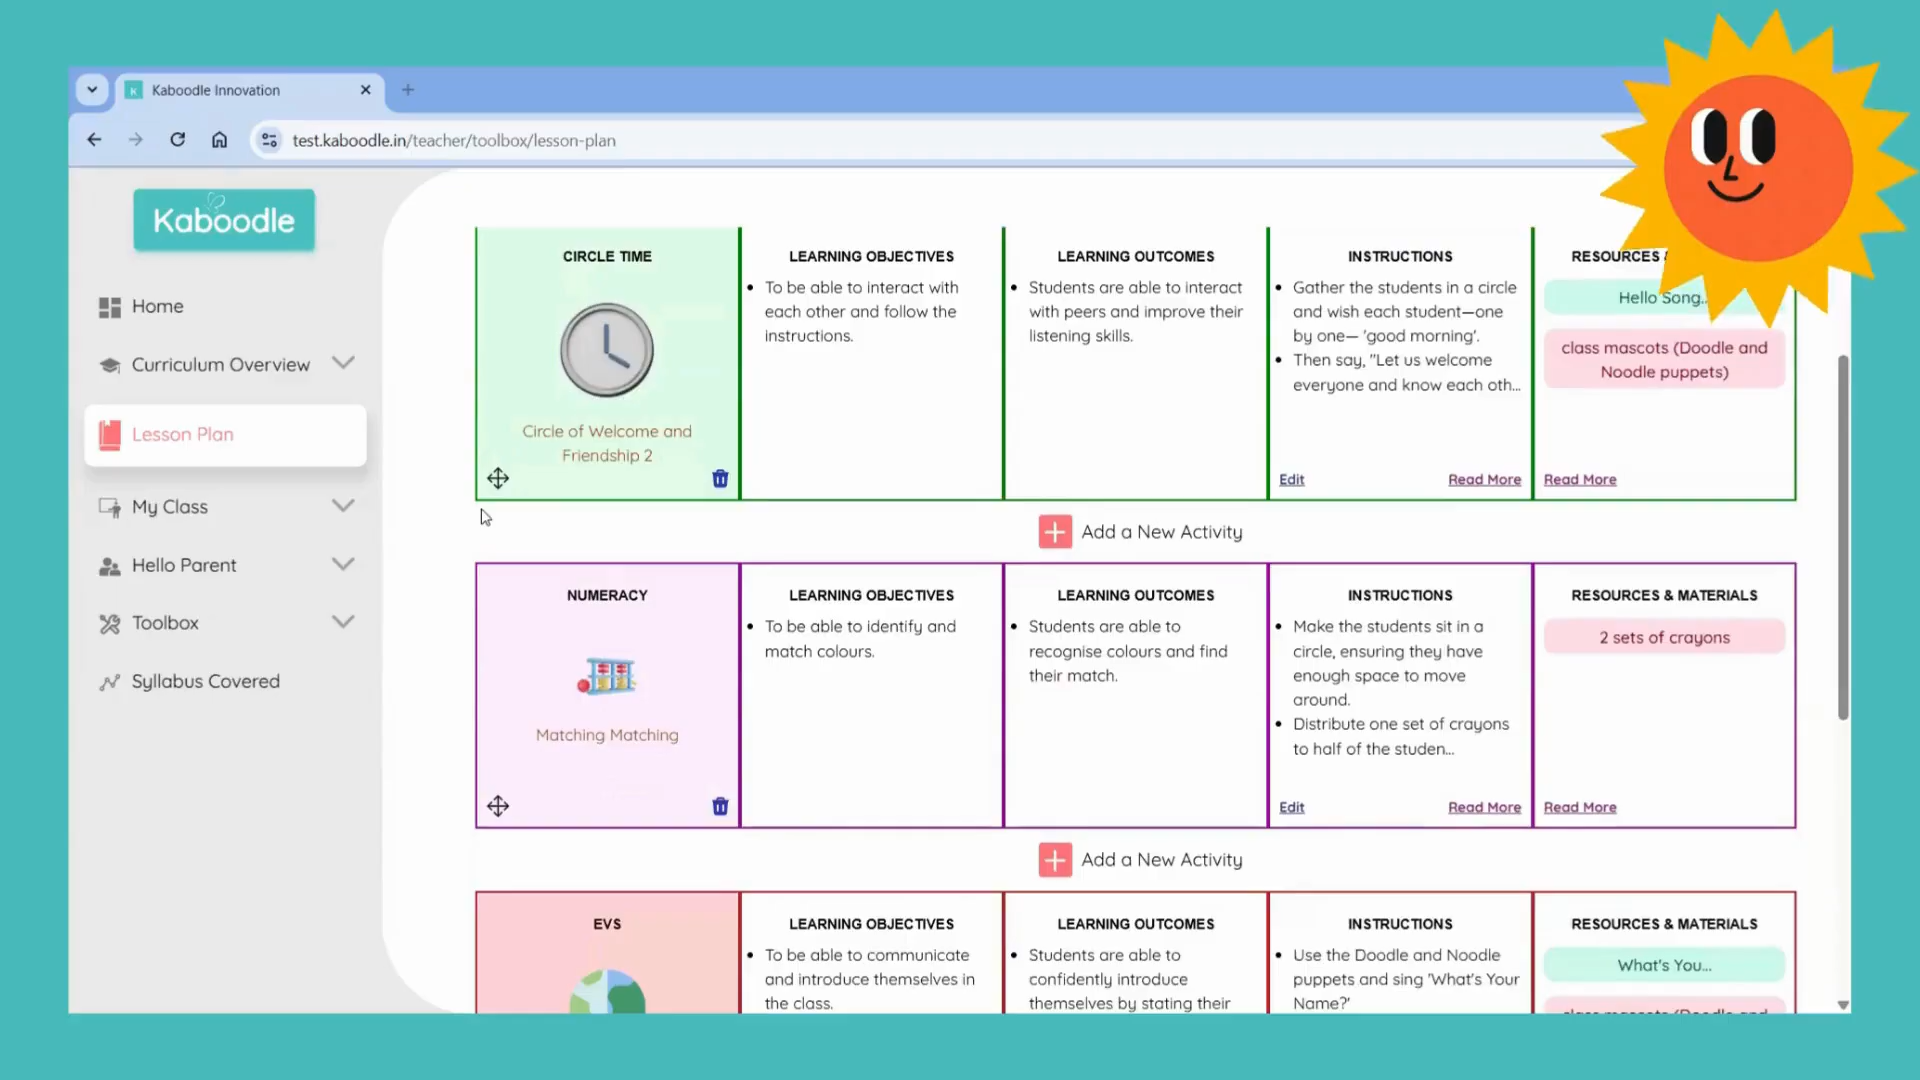 Kaboodle Innovation
test.kaboodle.in/teacher/toolbox/lesson-plan
Kaboodle
Home
Curriculum Overview
Lesson Plan
My Class
Hello Parent
Toolbox
Syllabus Covered
CIRCLE TIME
Circle of Welcome and
Friendship 2
LEARNING OBJECTIVES
To be able to interact with
each other and follow the
instructions.
LEARNING OUTCOMES
Students are able to interact
with peers and improve their
listening skills.
INSTRUCTIONS
Gather the students in a circle
and wish each student—one
by one— 'good morning'.
Then say, "Let us welcome
everyone and know each oth...
Edit
Read More
RESOURCES &
Hello Song...
class mascots (Doodle and
Noodle puppets)
Read More
Add a New Activity
NUMERACY
Matching Matching
LEARNING OBJECTIVES
To be able to identify and
match colours.
LEARNING OUTCOMES
Students are able to
recognise colours and find
their match.
INSTRUCTIONS
Make the students sit in a
circle, ensuring they have
enough space to move
around.
Distribute one set of crayons
to half of the studen...
Edit
Read More
RESOURCES & MATERIALS
2 sets of crayons
Read More
Add a New Activity
EVS
LEARNING OBJECTIVES
To be able to communicate
and introduce themselves in
the class.
LEARNING OUTCOMES
Students are able to
confidently introduce
themselves by stating their
INSTRUCTIONS
Use the Doodle and Noodle
puppets and sing 'What's Your
Name?'
RESOURCES & MATERIALS
What's You...
class mascots (Doodle and